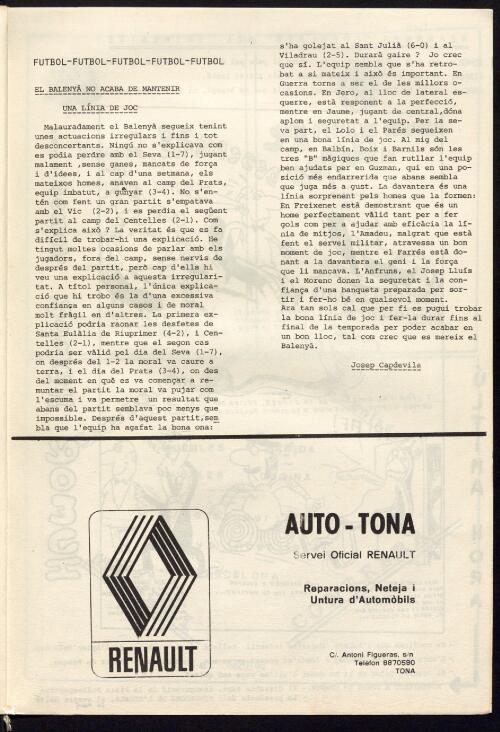 FUTBOL-FUTBOL-FUTBOL-FUTBOL-FUTBOL
EL BALENYÀ NO ACABA DE MANTENIR
UNA LÍNIA DE JOC
Malauradament el Balenyà segueix tenint
unes actuacions irregulars i fins i tot
desconcertants. Ningú no s'explicava com
es podia perdre amb el Seva (1-7), jugant
malament ,sense ganes, mancats de força
i d'idees, i al cap d'una setmana, els
mateixos homes, anaven al camp del Prats,
equip imbatut, a guanyar (3-4). No s'en-
tén com fent un gran partit s'empatava
amb el Vic (2-2), i es perdia el següent
partit al camp del Centelles (2-1). Com
s'explica això ? La veritat és que es fa
difícil de trobar-hi una explicació. He
tingut moltes ocasions de parlar amb els
jugadors, fora del camp, sense nervis de
després del partit, però cap d'ells hi
veu una explicació a aquesta irregulari-
tat. A títol personal, l'única explica-
ció que hi trobo és la d'una excessiva
confiança en alguns casos i de moral
molt fràgil en d'altres. La primera ex-
plicació podria raonar les desfetes de
Santa Eulàlia de Riuprimer (4-2), i Cen-
telles (2-1), mentre que el segon cas
podria ser vàlid pel dia del Seva (1-7),
on després del 1-2 la moral va caure a
terra, i el dia del Prats (3-4), on des
del moment en què es va començar a re-
muntar el partit la moral va pujar com
l'escuma i va permetre un resultat que
abans del partit semblava poc menys que
impossible. Després d'aquest partit,sem
bla que l'equip ha agafat la bona ona:
s'ha golejat al Sant Julià (6-0) i al
Viladrau (2-5). Durarà gaire ? Jo crec
que sí. L'equip sembla que s'ha retro-
bat a si mateix i això és important. En
Guerra torna a ser el de les millors o-
casions. En Jero, al lloc de lateral es-
querre, està responent a la perfecció,
mentre en Jaume, jugant de central,dóna
aplom i seguretat a l'equip. Per la se-
va part, el Lolo i el Parés segueixen
en una bona línia de joc. Al mig del
camp, en Balbín, Boix i Barnils són les
tres "B" màgiques que fan rutllar l'equip
ben ajudats per en Guzman, qui en una po-
sició més endarrerida que abans sembla
que juga més a gust. La davantera és una
línia sorprenent pels homes que la formen:
En Freixenet està demostrant que és un
home perfectament vàlid tant per a fer
gols com per a ajudar amb eficàcia la lí-
nia de mitjos, l'Amadeu, malgrat que està
fent el servei militar, atravessa un bon
moment de joc, mentre el Farrés està do-
nant a la davantera el geni i la força
que li mancava. L'Anfruns, el Josep Lluís
i el Moreno donen la seguretat i la con-
fiança d'una banqueta preparada per sor-
tir i fer-ho bé en qualsevol moment.
Ara tan sols cal que per fi es pugui trobar
la bona línia de joc i fer-la durar fins al
final de la temporada per poder acabar en
un bon lloc, tal com crec que es mereix el
Balenyà.
Josep Capdevila
RENAULT
AUTO - TONA
Servei Oficial RENAULT
Reparacions, Neteja i
Untura d'Automòbils
C/. Antoni Figueras, s/n
Telèfon 8870590
TONA